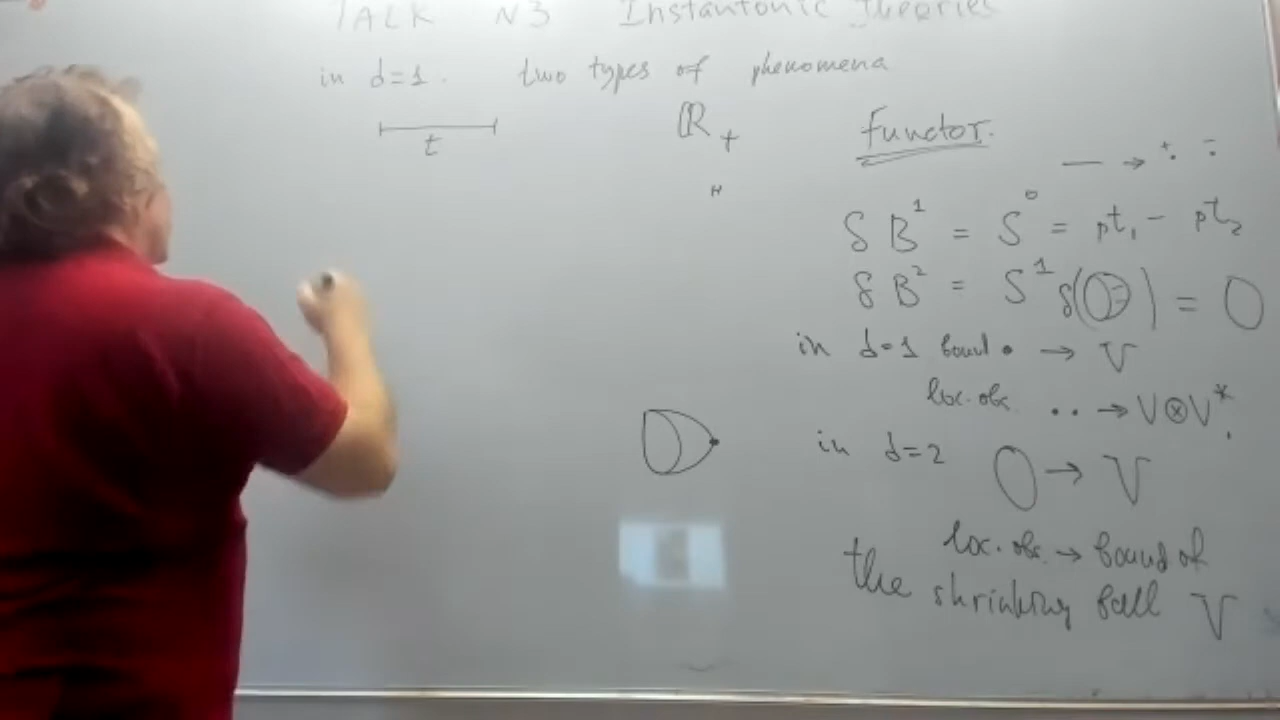 TALK N3 Instantonic Theories
in d=1. two types of phenomena
t
ℝ+
Functor.
— → +. -.
δ B¹ = S⁰ = pt₁ - pt₂
δ B² = S¹ δ( ) = O
in d=1 bound • → V
loc. obs. •• → V⊗V*.
in d=2 O → V
loc. obs. → bound of
the shrinking ball V